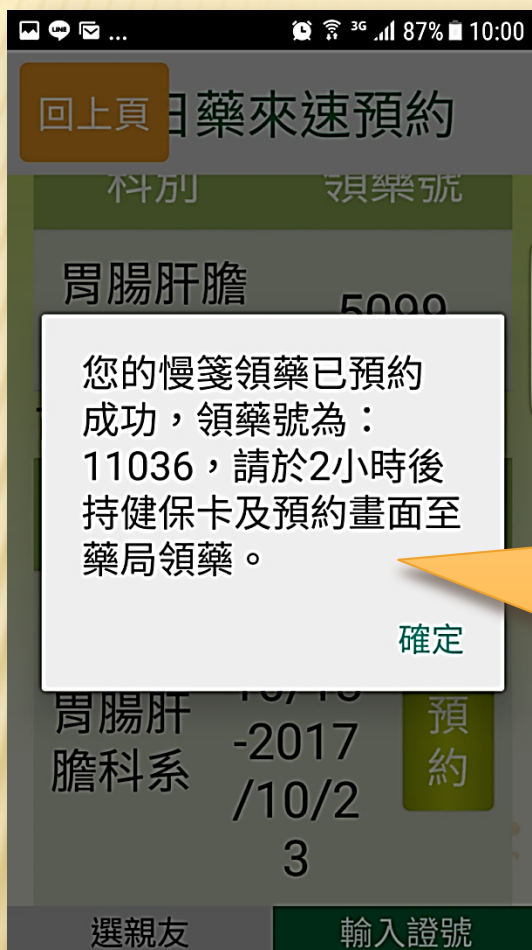 ... 3G 87% 10:00
回上頁 日藥來速預約
科別 領藥號
胃腸肝膽 5099
您的慢箋領藥已預約
成功，領藥號為：
11036，請於2小時後
持健保卡及預約畫面至
藥局領藥。
確定
胃腸肝
膽科系
-2017
/10/2
3
預
約
選親友 輸入證號